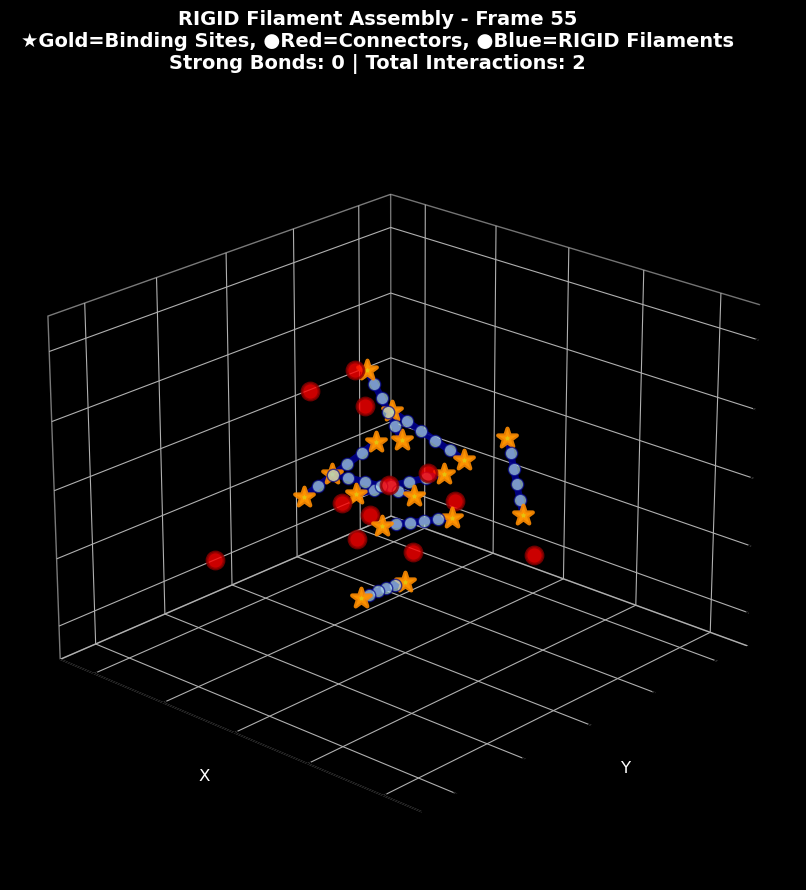 RIGID Filament Assembly - Frame 55
★Gold=Binding Sites, ●Red=Connectors, ●Blue=RIGID Filaments
Strong Bonds: 0 | Total Interactions: 2
X
Y